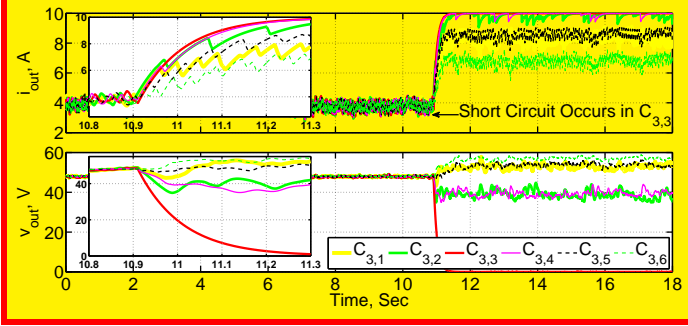 10
8
6
4
2
i_out, A
10
8
6
4
10.8 10.9 11 11.1 11.2 11.3
Short Circuit Occurs in C_3,3
60
40
20
0
v_out, V
40
20
0
10.8 10.9 11 11.1 11.2 11.3
C_3,1 C_3,2 C_3,3 C_3,4 C_3,5 C_3,6
0 2 4 6 8 10 12 14 16 18
Time, Sec